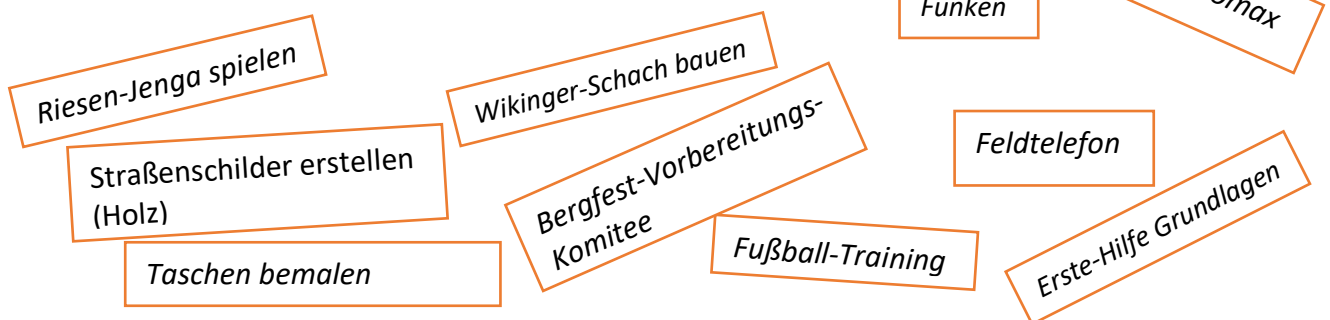 Funken
Riesen-Jenga spielen
Wikinger-Schach bauen
Straßenschilder erstellen
(Holz)
Bergfest-Vorbereitungs-
Komitee
Feldtelefon
Erste-Hilfe Grundlagen
Fußball-Training
Taschen bemalen